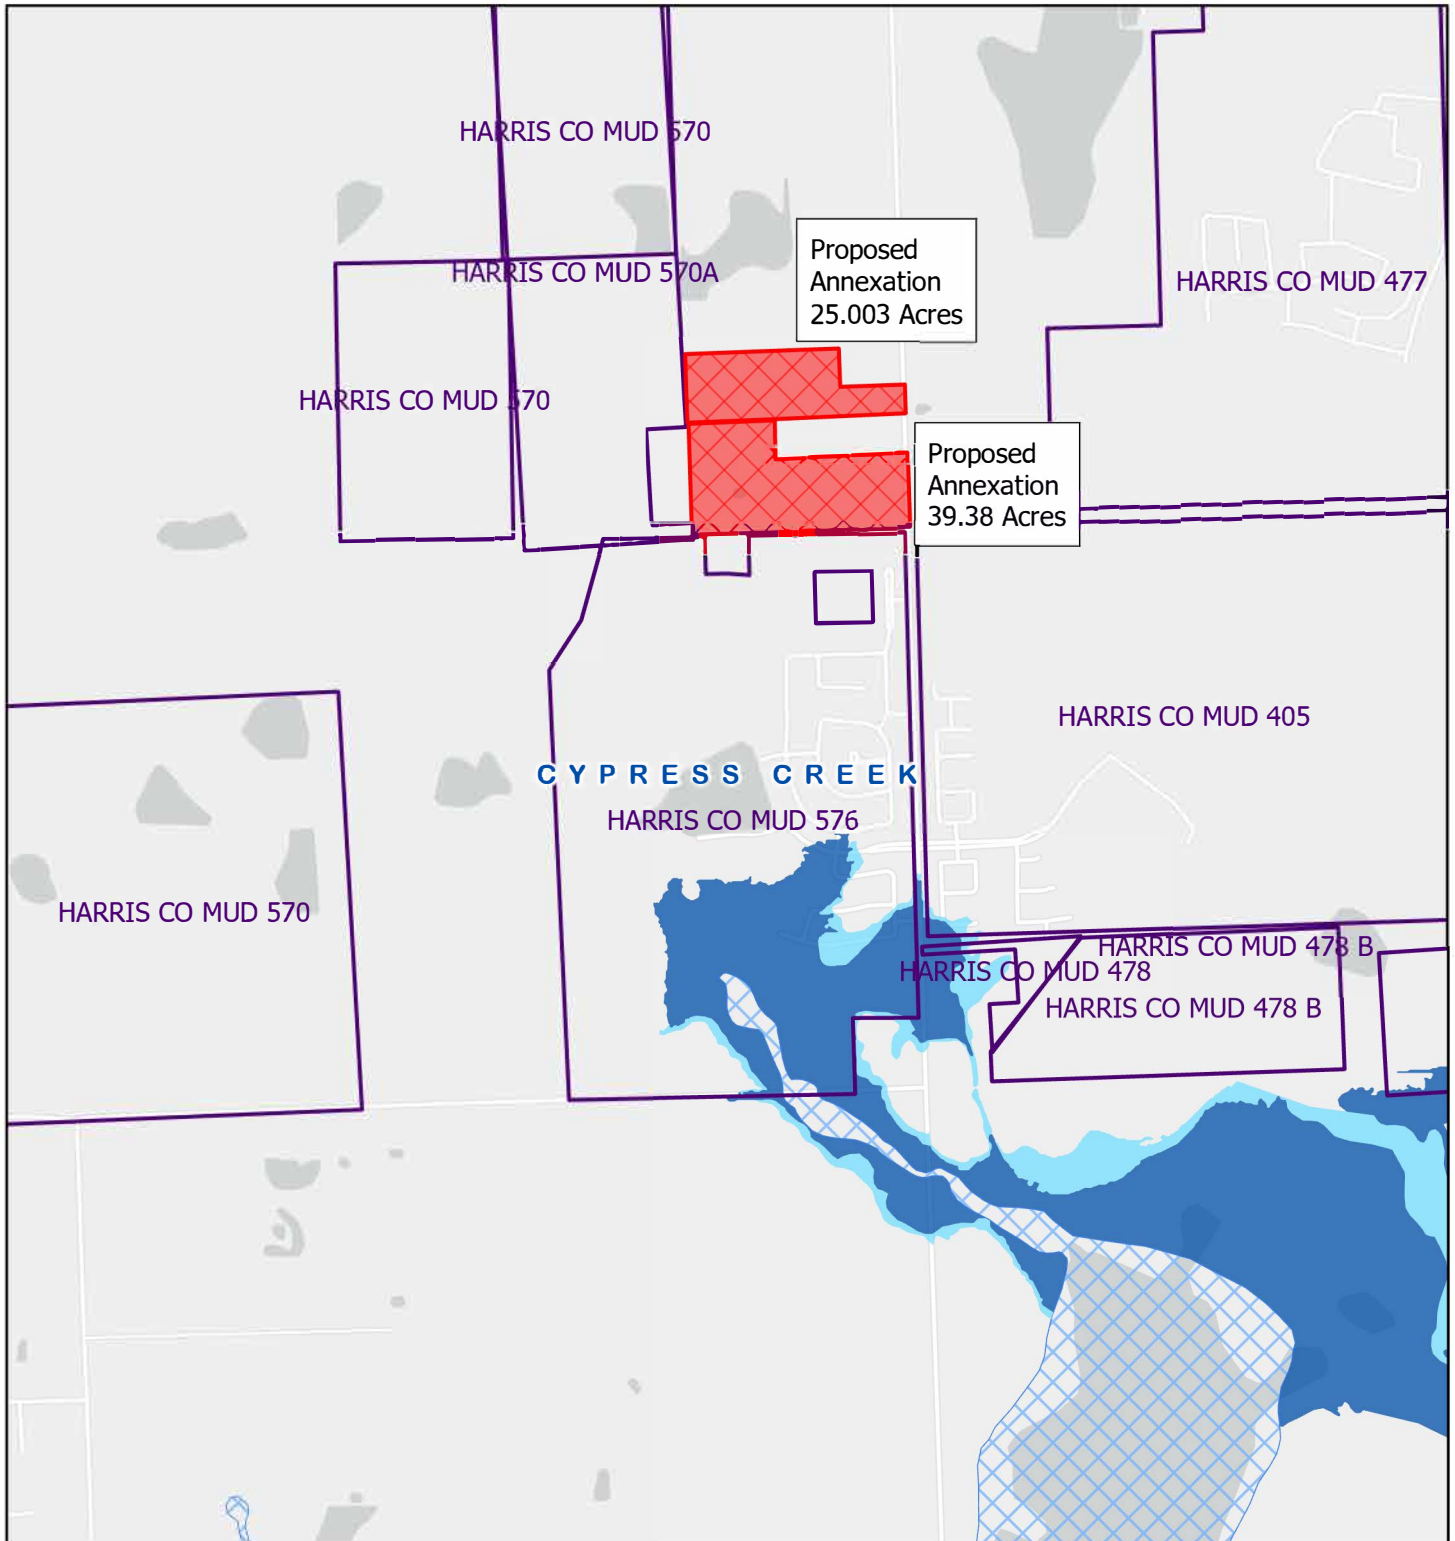 HARRIS CO MUD 570
Proposed
Annexation
25.003 Acres
HARRIS CO MUD 570A
HARRIS CO MUD 477
HARRIS CO MUD 570
Proposed
Annexation
39.38 Acres
HARRIS CO MUD 405
CYPRESS CREEK
HARRIS CO MUD 576
HARRIS CO MUD 570
HARRIS CO MUD 478 B
HARRIS CO MUD 478
HARRIS CO MUD 478 B